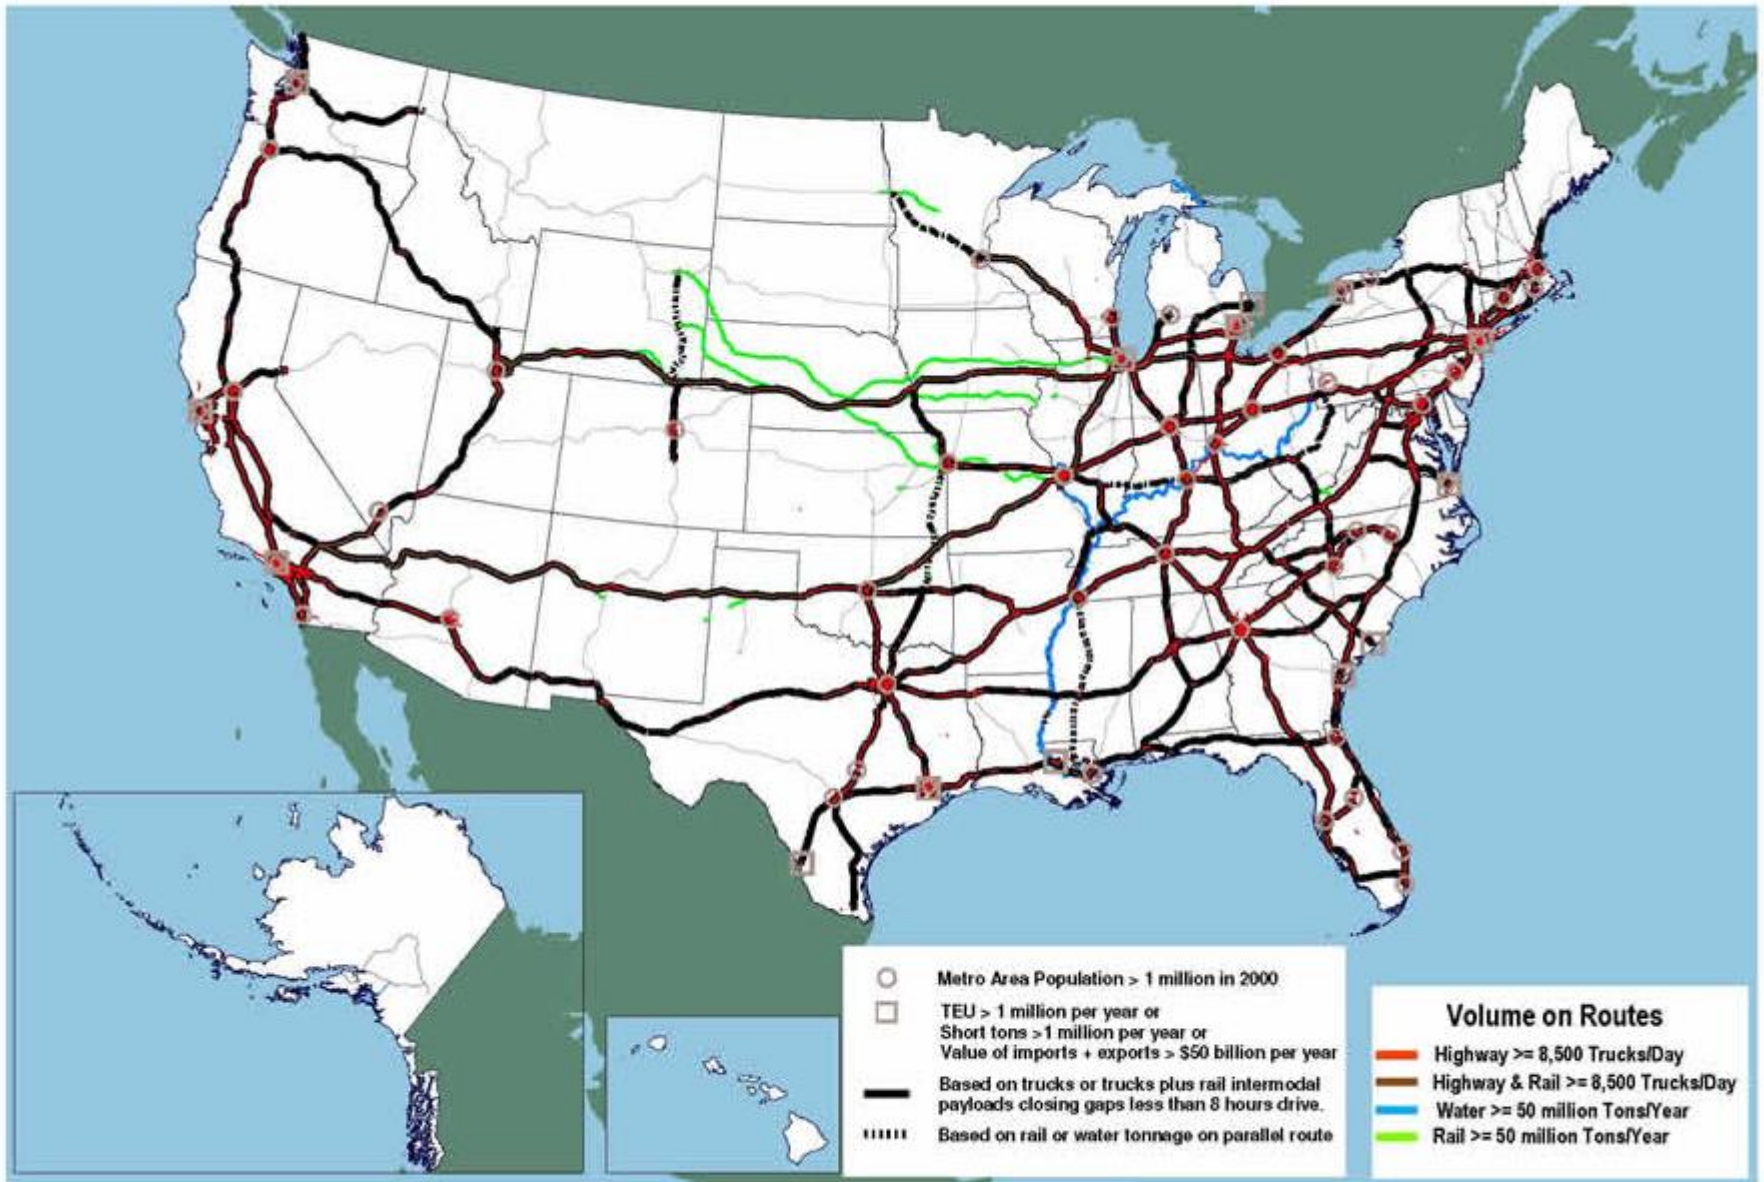 Metro Area Population > 1 million in 2000
TEU > 1 million per year or
Short tons >1 million per year or
Value of imports + exports > $50 billion per year
Based on trucks or trucks plus rail intermodal
payloads closing gaps less than 8 hours drive.
Based on rail or water tonnage on parallel route
Volume on Routes
Highway >= 8,500 Trucks/Day
Highway & Rail >= 8,500 Trucks/Day
Water >= 50 million Tons/Year
Rail >= 50 million Tons/Year